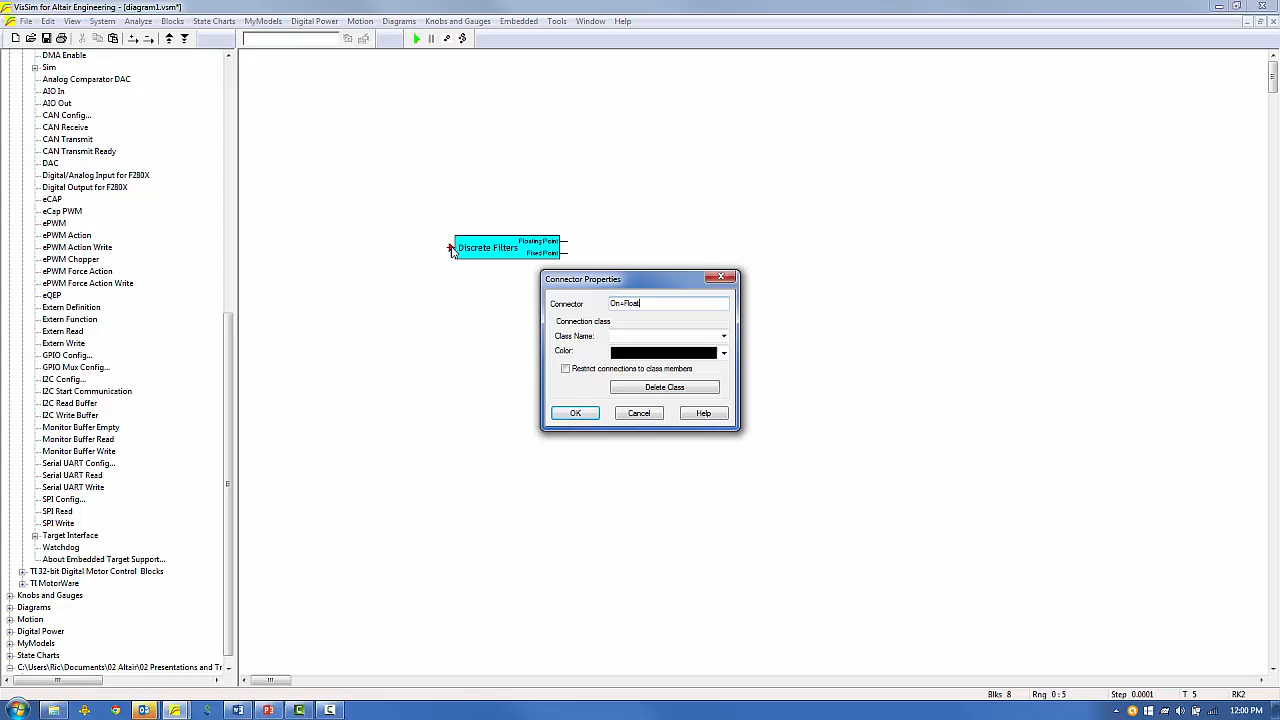 VisSim for Altair Engineering - [diagram1.vsm*]
File Edit View System Analyze Blocks State Charts MyModels Digital Power Motion Diagrams Knobs and Gauges Embedded Tools Window Help
DMA Enable
Sim
Analog Comparator DAC
AIO In
AIO Out
CAN Config...
CAN Receive
CAN Transmit
CAN Transmit Ready
DAC
Digital/Analog Input for F280X
Digital Output for F280X
eCAP
eCap PWM
ePWM
ePWM Action
ePWM Action Write
ePWM Chopper
ePWM Force Action
ePWM Force Action Write
eQEP
Extern Definition
Extern Function
Extern Read
Extern Write
GPIO Config...
GPIO Mux Config...
I2C Config...
I2C Start Communication
I2C Read Buffer
I2C Write Buffer
Monitor Buffer Empty
Monitor Buffer Read
Monitor Buffer Write
Serial UART Config...
Serial UART Read
Serial UART Write
SPI Config...
SPI Read
SPI Write
Target Interface
Watchdog
About Embedded Target Support...
TI 32-bit Digital Motor Control Blocks
TI MotorWare
Knobs and Gauges
Diagrams
Motion
Digital Power
MyModels
State Charts
C:\Users\Ric\Documents\02 Altair\02 Presentations and Tr
Discrete Filters
Floating Point
Fixed Point
Connector Properties
Connector On=Float
Connection class
Class Name:
Color:
Restrict connections to class members
Delete Class
OK Cancel Help
Blks 8 Rng 0 : 5 Step 0.0001 T 5 RK2
12:00 PM